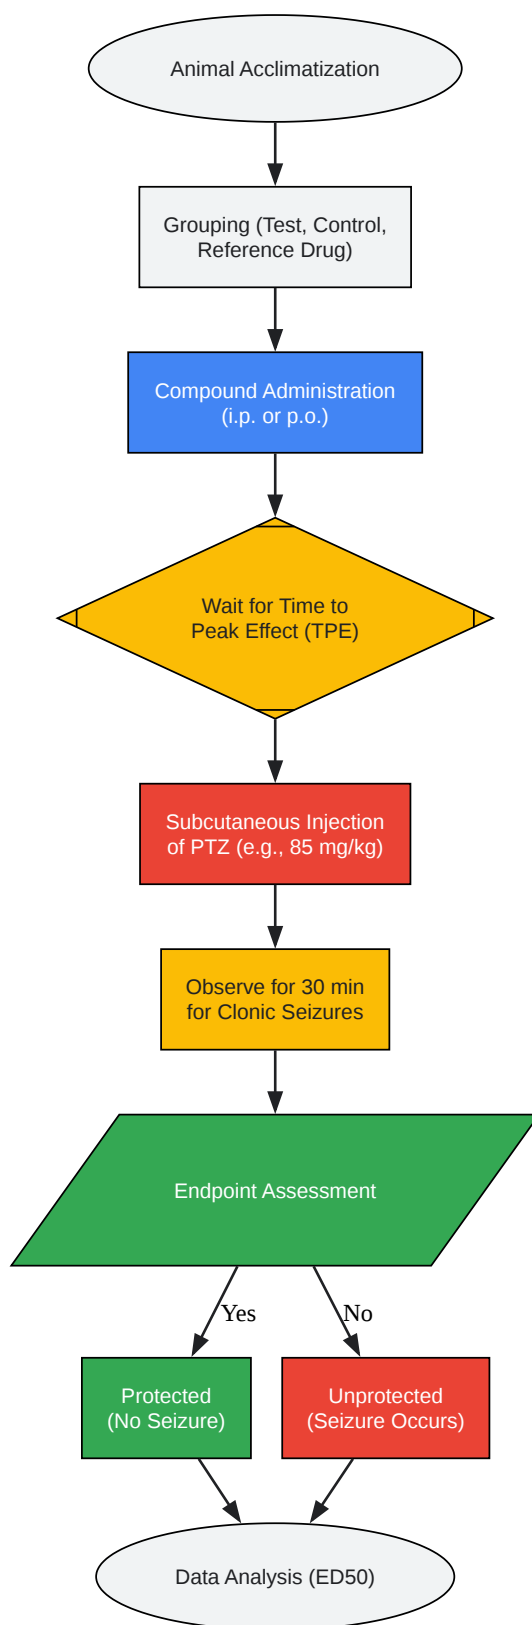 Animal Acclimatization
Grouping (Test, Control,
Reference Drug)
Compound Administration
(i.p. or p.o.)
Wait for Time to
Peak Effect (TPE)
Subcutaneous Injection
of PTZ (e.g., 85 mg/kg)
Observe for 30 min
for Clonic Seizures
Endpoint Assessment
Yes
No
Protected
(No Seizure)
Unprotected
(Seizure Occurs)
Data Analysis (ED50)